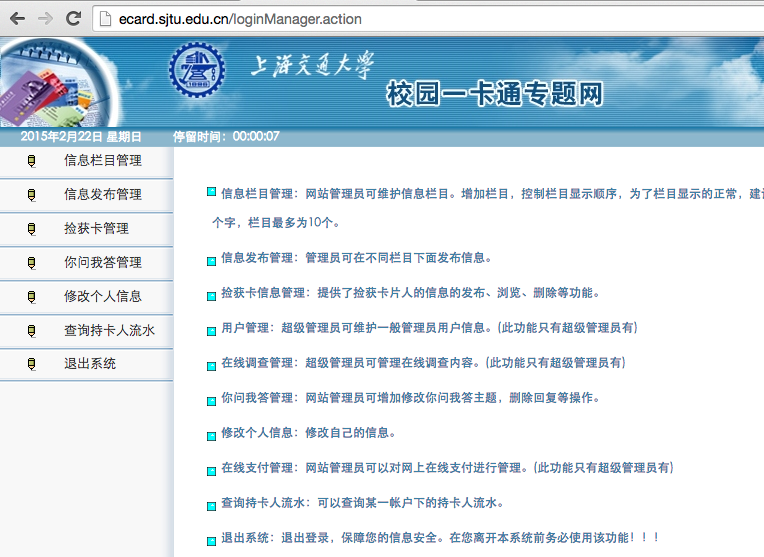 ecard.sjtu.edu.cn/loginManager.action
上海交通大学
1896
校园一卡通专题网
2015年2月22日 星期日 停留时间：00:00:07
信息栏目管理
信息发布管理
捡获卡管理
你问我答管理
修改个人信息
查询持卡人流水
退出系统
信息栏目管理：网站管理员可维护信息栏目。增加栏目，控制栏目显示顺序，为了栏目显示的正常，建
个字，栏目最多为10个。
信息发布管理：管理员可在不同栏目下面发布信息。
捡获卡信息管理：提供了捡获卡片人的信息的发布、浏览、删除等功能。
用户管理：超级管理员可维护一般管理员用户信息。(此功能只有超级管理员有)
在线调查管理：超级管理员可管理在线调查内容。(此功能只有超级管理员有)
你问我答管理：网站管理员可增加修改你问我答主题，删除回复等操作。
修改个人信息：修改自己的信息。
在线支付管理：网站管理员可以对网上在线支付进行管理。(此功能只有超级管理员有)
查询持卡人流水：可以查询某一帐户下的持卡人流水。
退出系统：退出登录，保障您的信息安全。在您离开本系统前务必使用该功能！！！